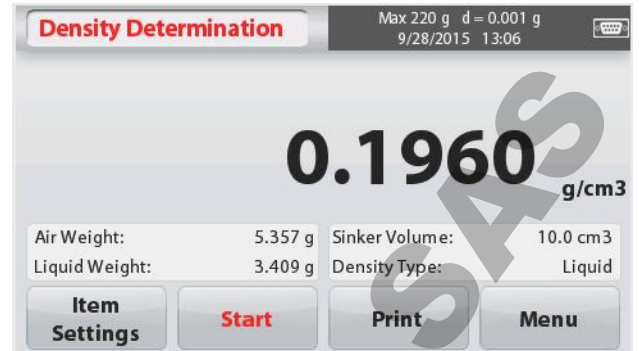 Density Determination
Max 220 g d = 0.001 g
9/28/2015 13:06
0.1960 g/cm3
Air Weight: 5.357 g Sinker Volume: 10.0 cm3
Liquid Weight: 3.409 g Density Type: Liquid
Item Settings
Start
Print
Menu
SAS